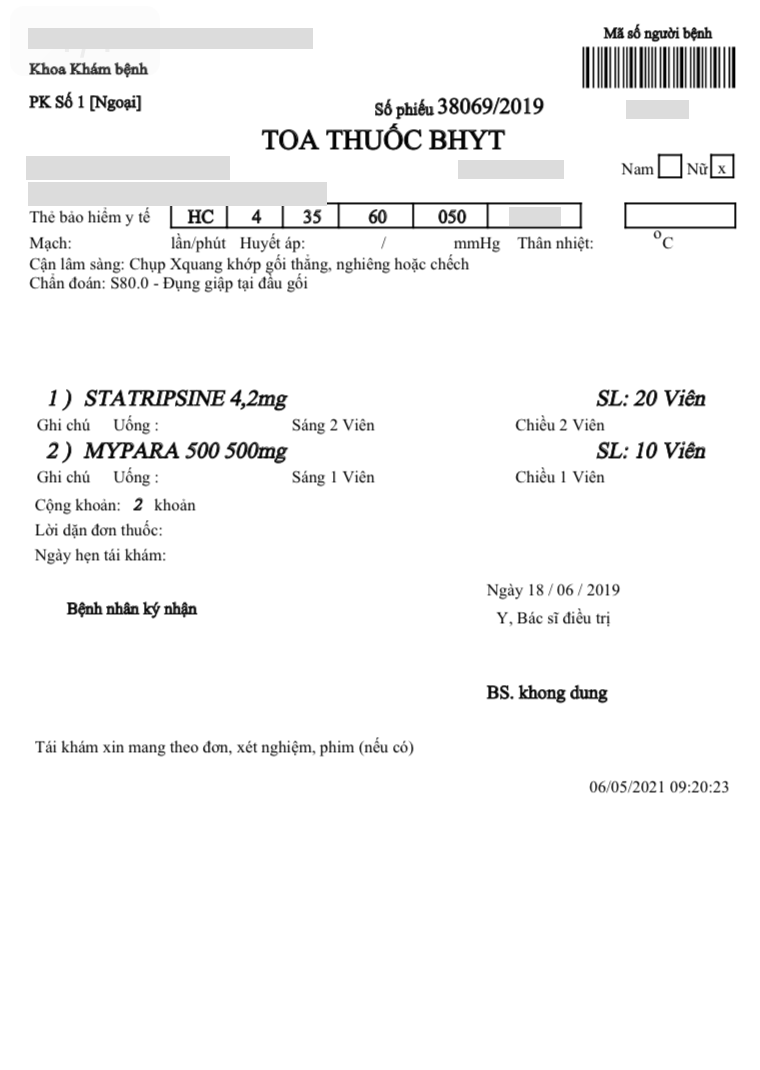 Mã số người bệnh
Khoa Khám bệnh
PK Số 1 [Ngoại]
Số phiếu 38069/2019
TOA THUỐC BHYT
Nam Nữ x
Thẻ bảo hiểm y tế HC 4 35 60 050
Mạch: lần/phút Huyết áp: / mmHg Thân nhiệt: °C
Cận lâm sàng: Chụp Xquang khớp gối thẳng, nghiêng hoặc chếch
Chẩn đoán: S80.0 - Đụng giập tại đầu gối
1 ) STATRIPSINE 4,2mg SL: 20 Viên
Ghi chú Uống : Sáng 2 Viên Chiều 2 Viên
2 ) MYPARA 500 500mg SL: 10 Viên
Ghi chú Uống : Sáng 1 Viên Chiều 1 Viên
Cộng khoản: 2 khoản
Lời dặn đơn thuốc:
Ngày hẹn tái khám:
Ngày 18 / 06 / 2019
Bệnh nhân ký nhận
Y, Bác sĩ điều trị
BS. khong dung
Tái khám xin mang theo đơn, xét nghiệm, phim (nếu có)
06/05/2021 09:20:23